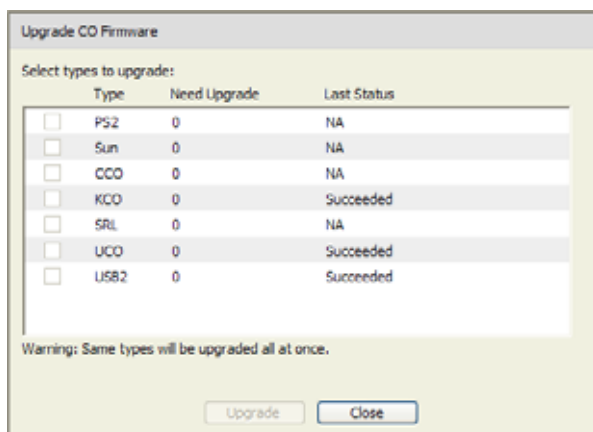 Upgrade CO Firmware
Select types to upgrade:
Type Need Upgrade Last Status
PS2 0 NA
Sun 0 NA
CCO 0 NA
KCO 0 Succeeded
SRL 0 NA
UCO 0 Succeeded
USB2 0 Succeeded
Warning: Same types will be upgraded all at once.
Upgrade Close